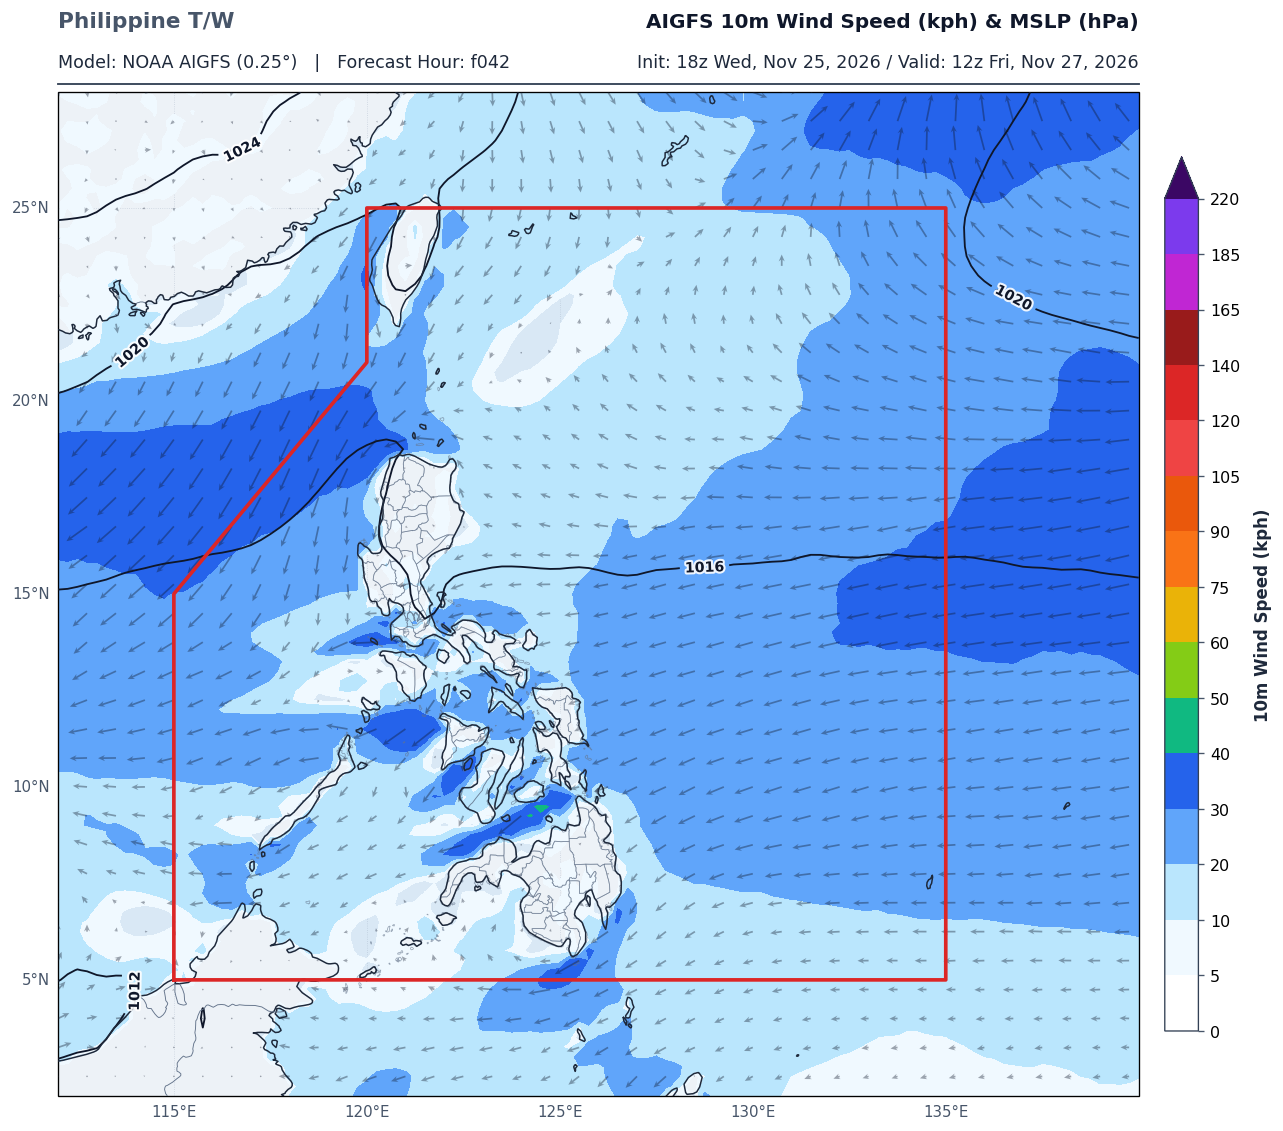 Philippine T/W
AIGFS 10m Wind Speed (kph) & MSLP (hPa)
Model: NOAA AIGFS (0.25°) | Forecast Hour: f042
Init: 18z Wed, Nov 25, 2026 / Valid: 12z Fri, Nov 27, 2026
1024
1020
1020
1016
1012
25°N
20°N
15°N
10°N
5°N
115°E
120°E
125°E
130°E
135°E
220
185
165
140
120
105
90
75
60
50
40
30
20
10
5
0
10m Wind Speed (kph)